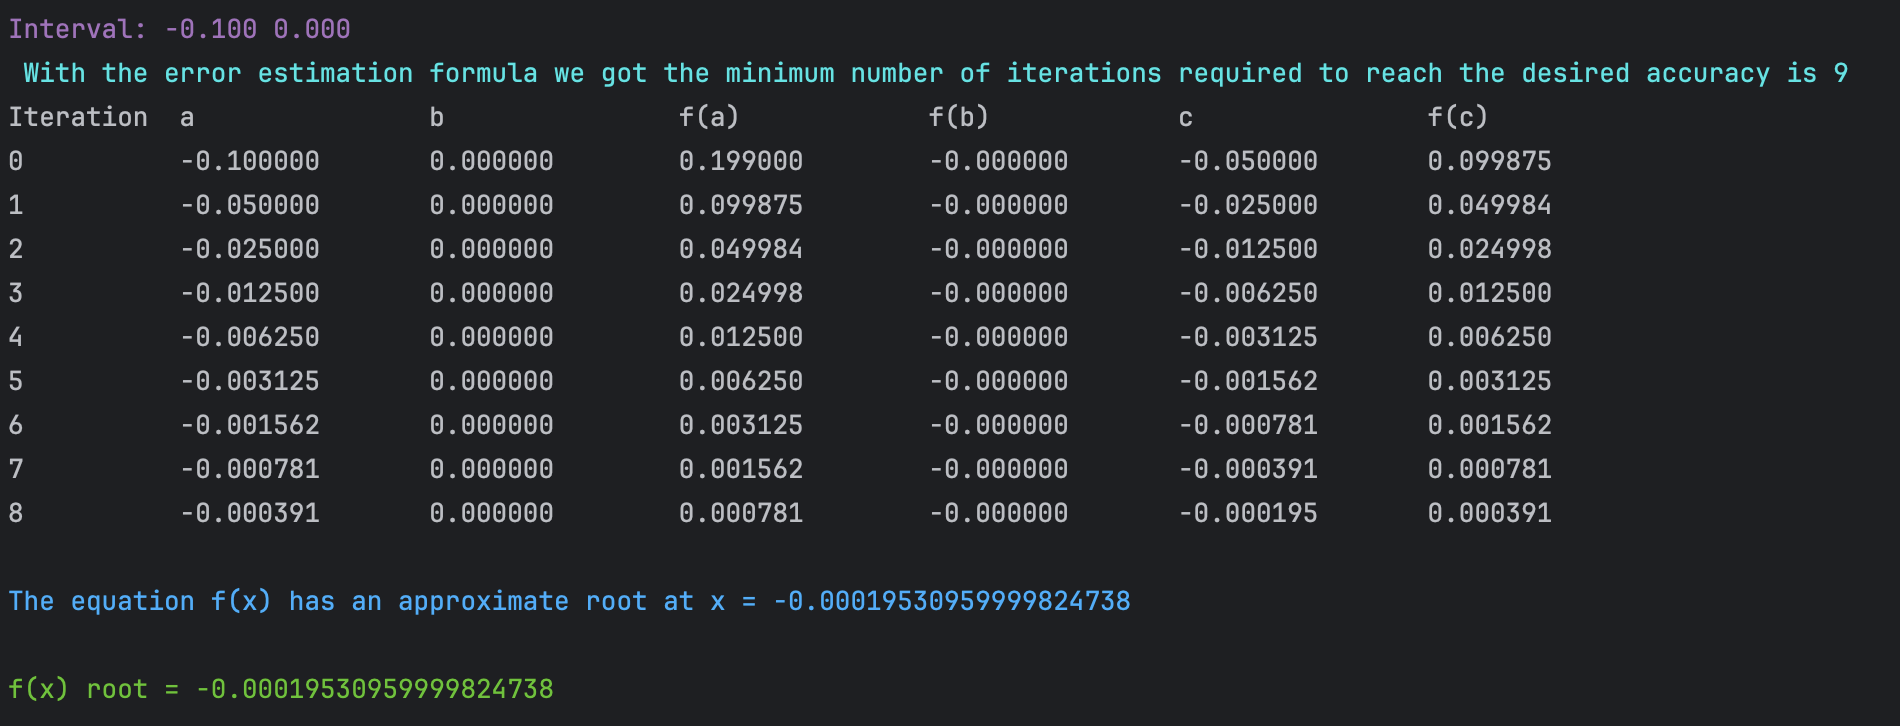 Interval: -0.100 0.000
With the error estimation formula we got the minimum number of iterations required to reach the desired accuracy is 9
Iteration a b f(a) f(b) c f(c)
0 -0.100000 0.000000 0.199000 -0.000000 -0.050000 0.099875
1 -0.050000 0.000000 0.099875 -0.000000 -0.025000 0.049984
2 -0.025000 0.000000 0.049984 -0.000000 -0.012500 0.024998
3 -0.012500 0.000000 0.024998 -0.000000 -0.006250 0.012500
4 -0.006250 0.000000 0.012500 -0.000000 -0.003125 0.006250
5 -0.003125 0.000000 0.006250 -0.000000 -0.001562 0.003125
6 -0.001562 0.000000 0.003125 -0.000000 -0.000781 0.001562
7 -0.000781 0.000000 0.001562 -0.000000 -0.000391 0.000781
8 -0.000391 0.000000 0.000781 -0.000000 -0.000195 0.000391
The equation f(x) has an approximate root at x = -0.00019530959999824738
f(x) root = -0.00019530959999824738